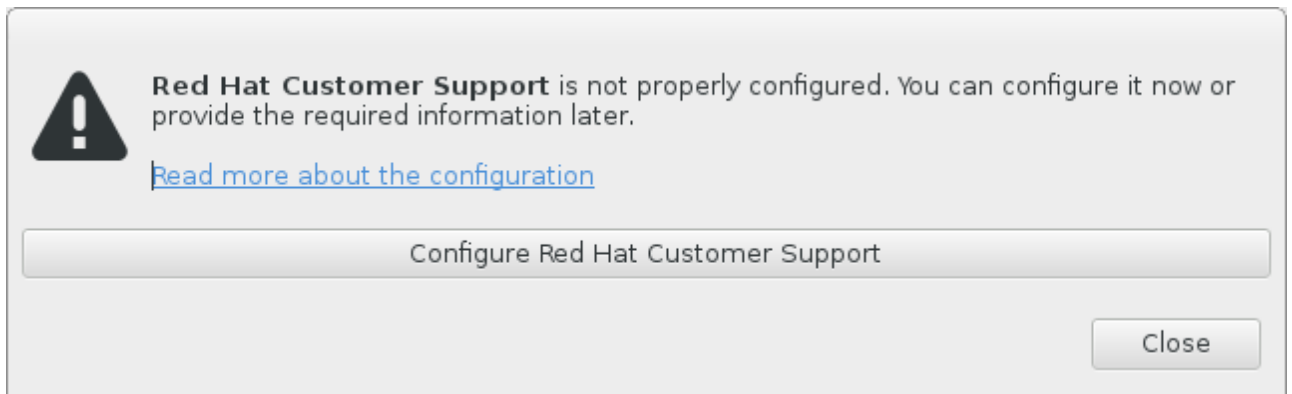 Red Hat Customer Support is not properly configured. You can configure it now or
provide the required information later.
Read more about the configuration
Configure Red Hat Customer Support
Close